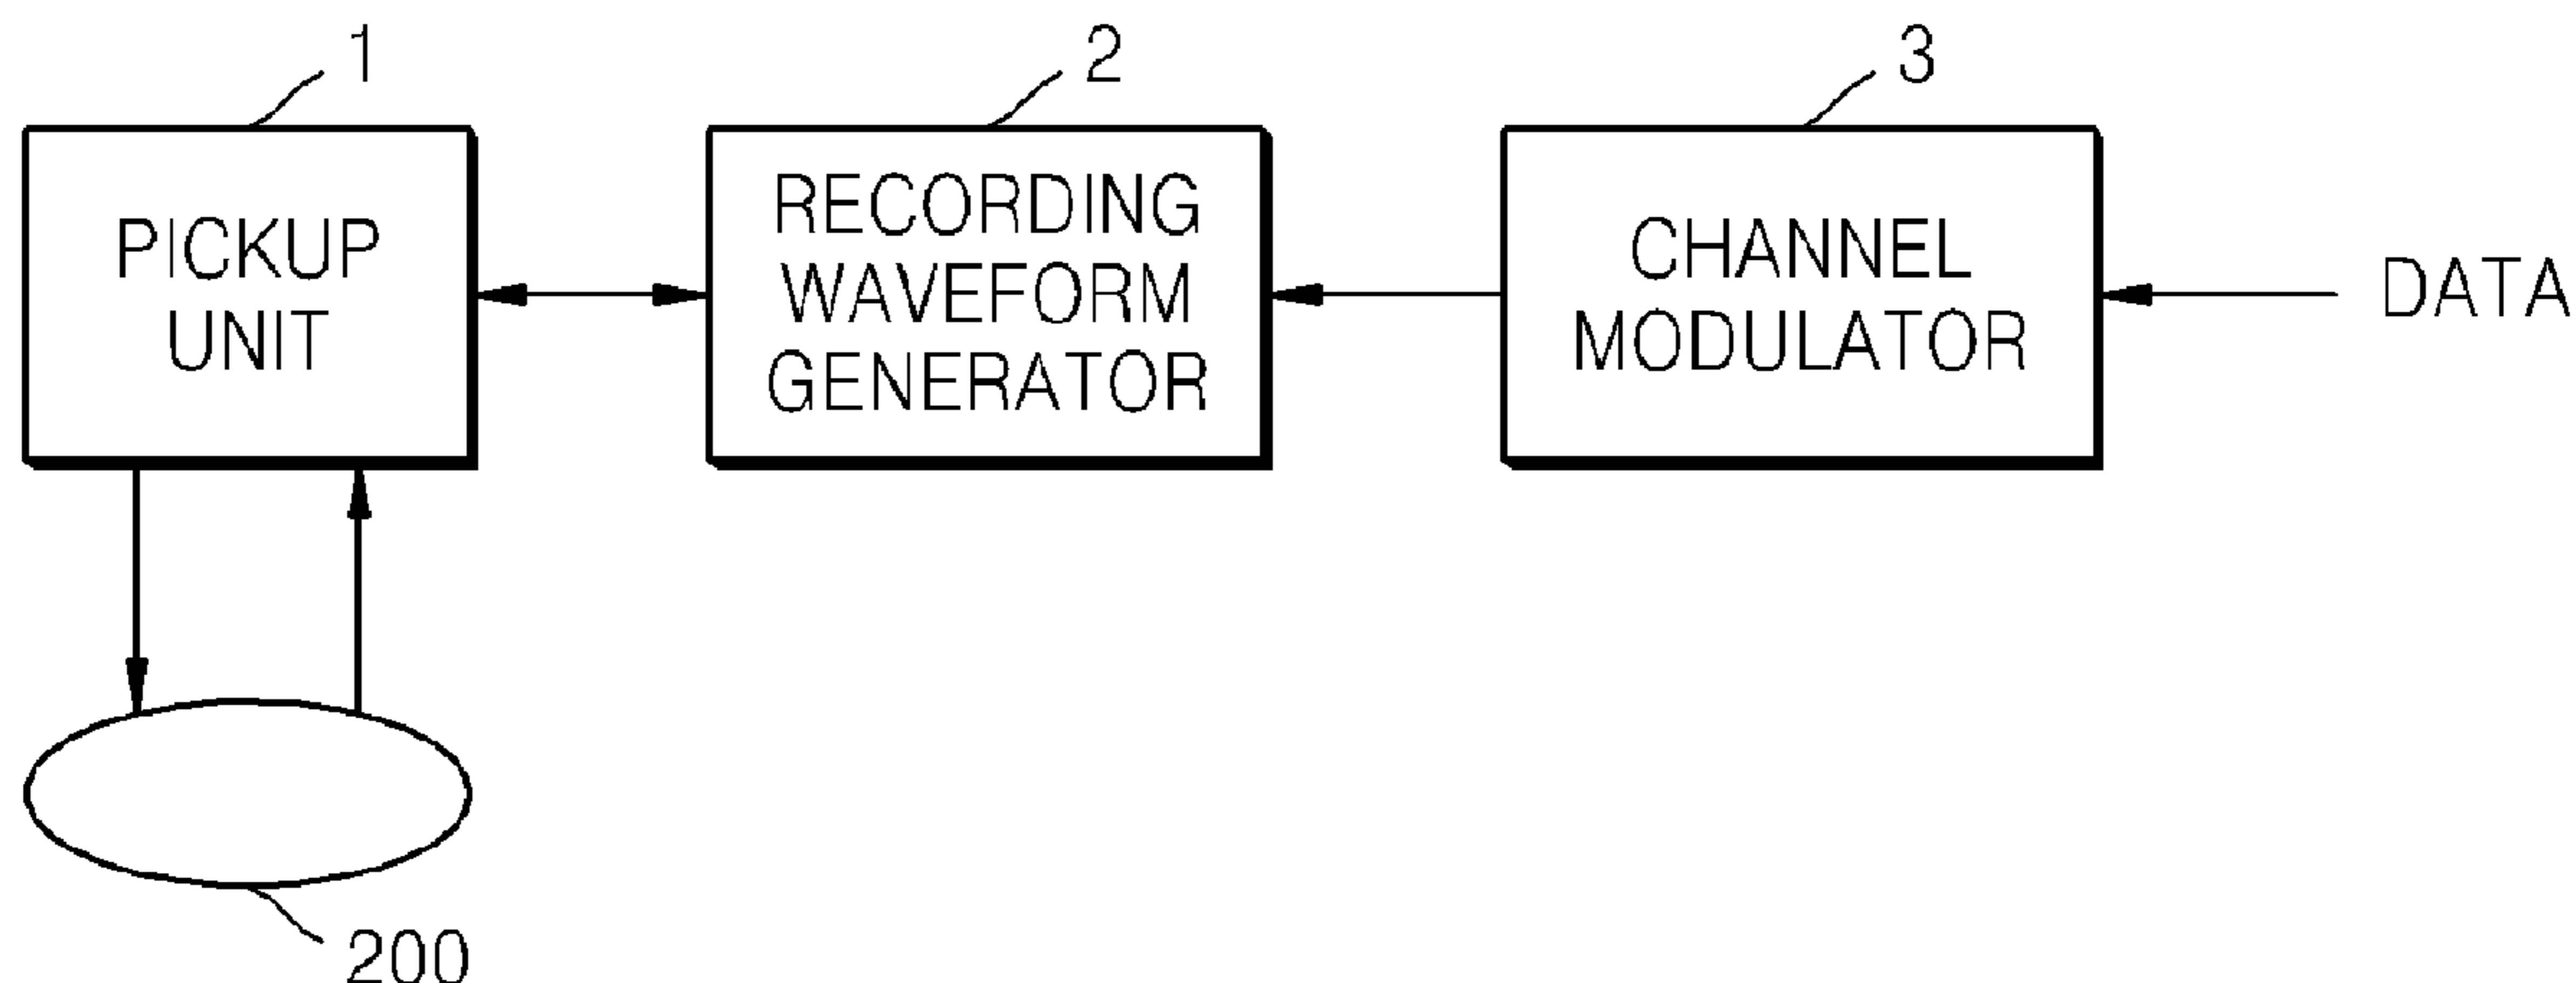 1
2
3
PICKUP
UNIT
RECORDING
WAVEFORM
GENERATOR
CHANNEL
MODULATOR
DATA
200